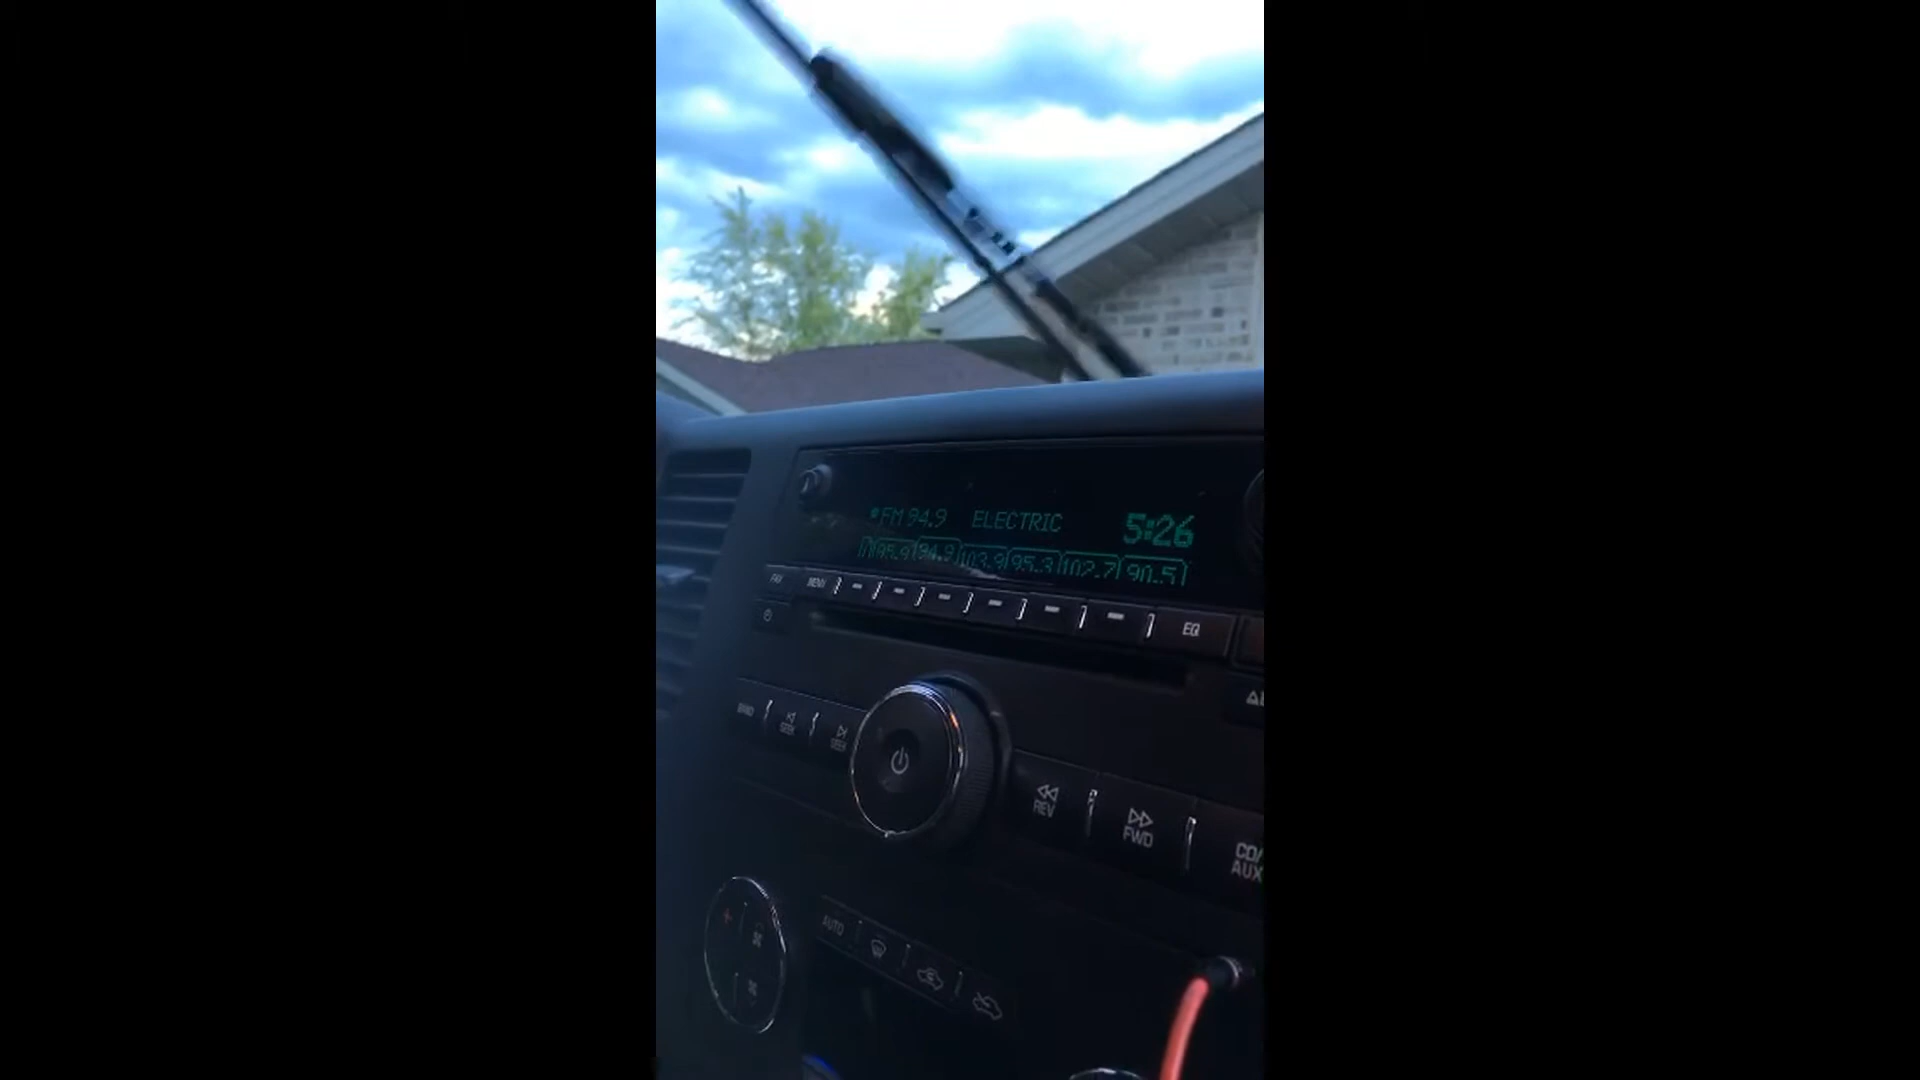 FM 94.9 ELECTRIC 5:26
95.9 94.9 103.9 95.3 102.7 90.5
FAV MENU EQ
BAND SEEK SEEK
REV FWD CD/
AUX
AUTO